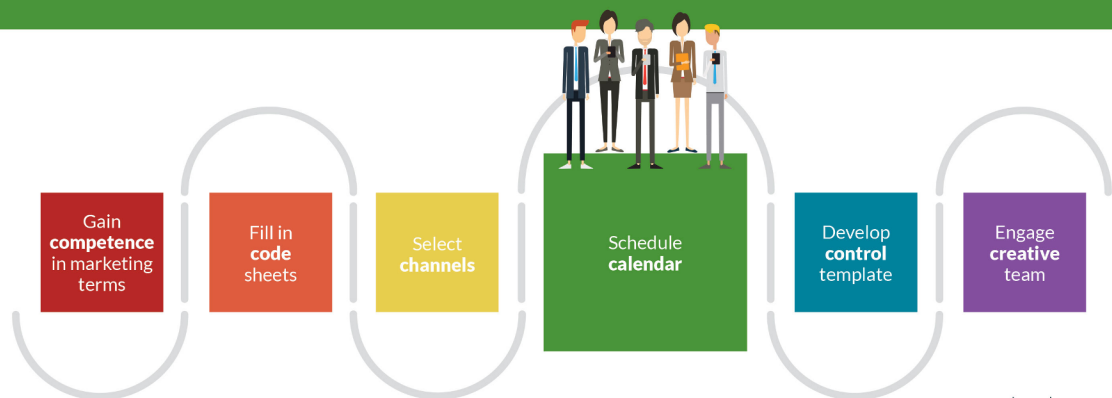 Gain
competence
in marketing
terms
Fill in
code
sheets
Select
channels
Schedule
calendar
Develop
control
template
Engage
creative
team